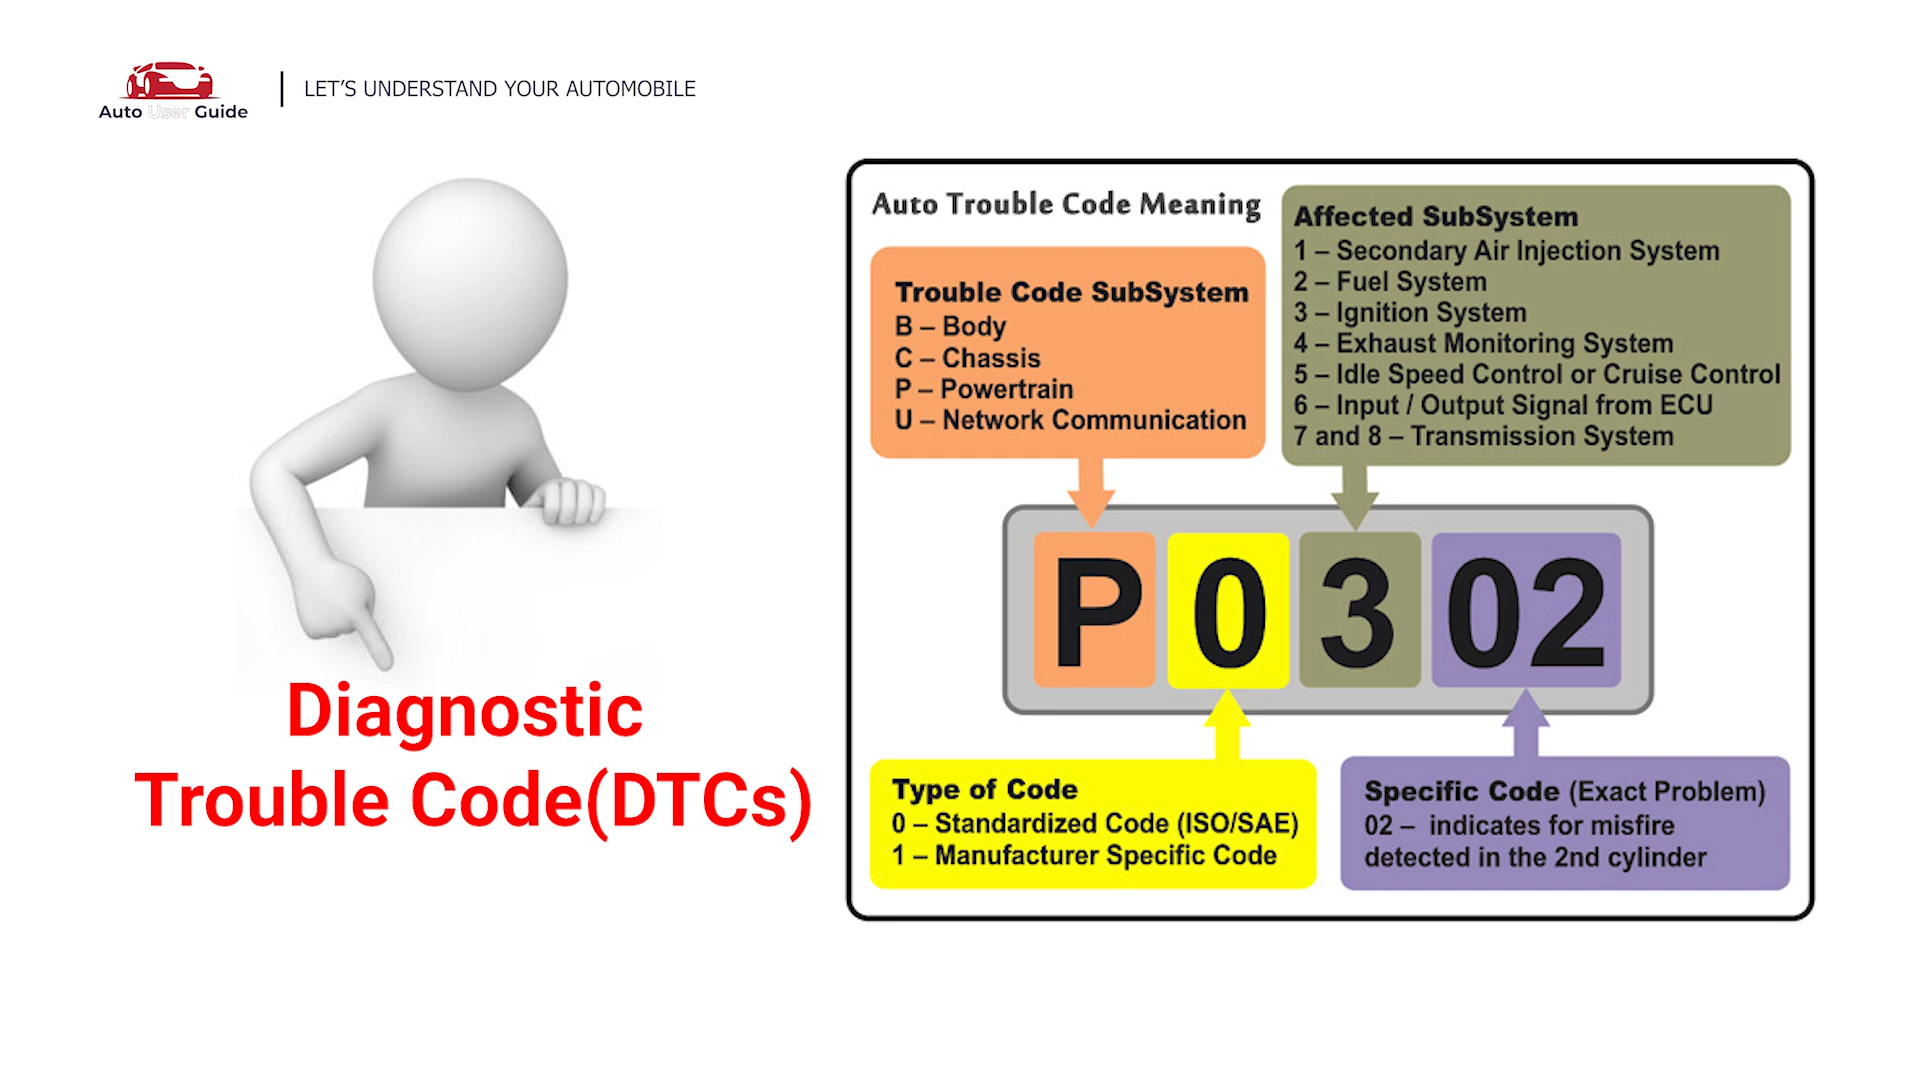 Auto User Guide
LET'S UNDERSTAND YOUR AUTOMOBILE
Diagnostic
Trouble Code(DTCs)
Auto Trouble Code Meaning
Trouble Code SubSystem
B – Body
C – Chassis
P – Powertrain
U – Network Communication
Affected SubSystem
1 – Secondary Air Injection System
2 – Fuel System
3 – Ignition System
4 – Exhaust Monitoring System
5 – Idle Speed Control or Cruise Control
6 – Input / Output Signal from ECU
7 and 8 – Transmission System
P 0 3 02
Type of Code
0 – Standardized Code (ISO/SAE)
1 – Manufacturer Specific Code
Specific Code (Exact Problem)
02 – indicates for misfire
detected in the 2nd cylinder